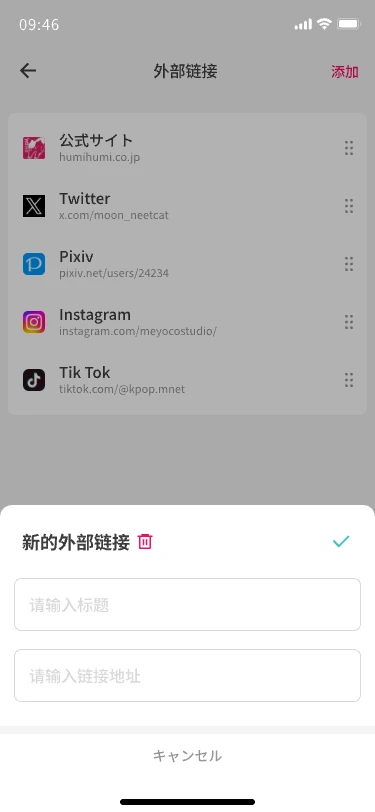 09:46
外部链接
添加
公式サイト
humihumi.co.jp
Twitter
x.com/moon_neetcat
Pixiv
pixiv.net/users/24234
Instagram
instagram.com/meyocostudio/
Tik Tok
tiktok.com/@kpop.mnet
新的外部链接
请输入标题
请输入链接地址
キャンセル